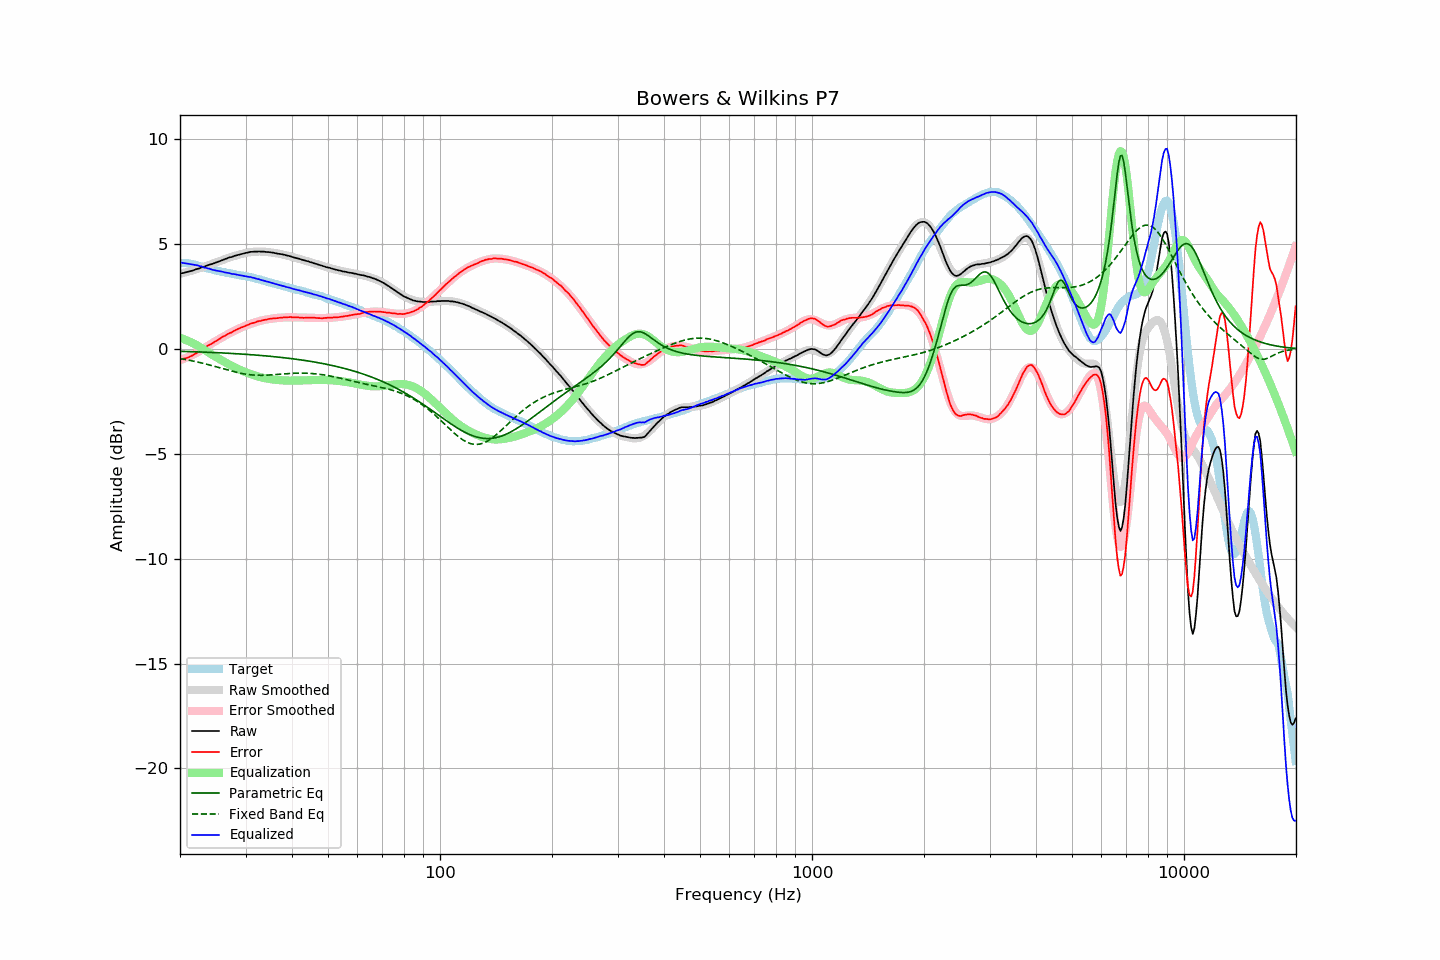 Bowers & Wilkins P7
Amplitude (dBr)
10
5
0
−5
−10
−15
−20
Target
Raw Smoothed
Error Smoothed
Raw
Error
Equalization
Parametric Eq
Fixed Band Eq
Equalized
100
1000
10000
Frequency (Hz)